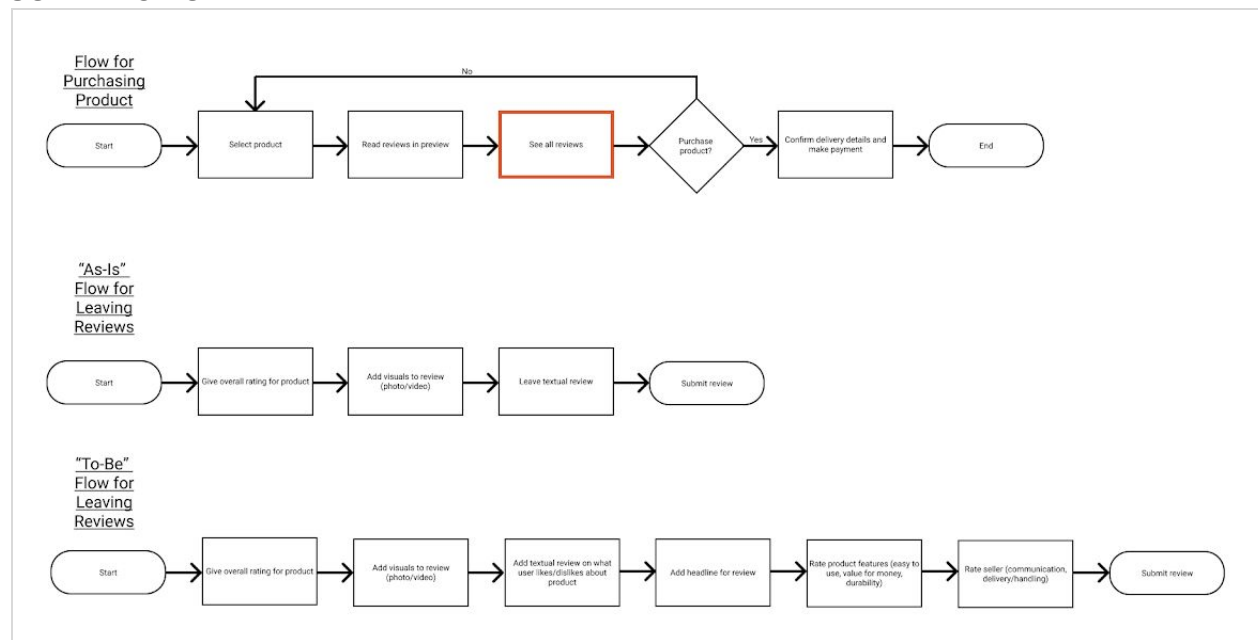 Flow for
Purchasing
Product
No
Start
Select product
Read reviews in preview
See all reviews
Purchase
product?
Yes
Confirm delivery details and
make payment
End
“As-Is”
Flow for
Leaving
Reviews
Start
Give overall rating for product
Add visuals to review
(photo/video)
Leave textual review
Submit review
“To-Be”
Flow for
Leaving
Reviews
Start
Give overall rating for product
Add visuals to review
(photo/video)
Add textual review on what
user likes/dislikes about
product
Add headline for review
Rate product features (easy to
use, value for money,
durability)
Rate seller (communication,
delivery/handling)
Submit review